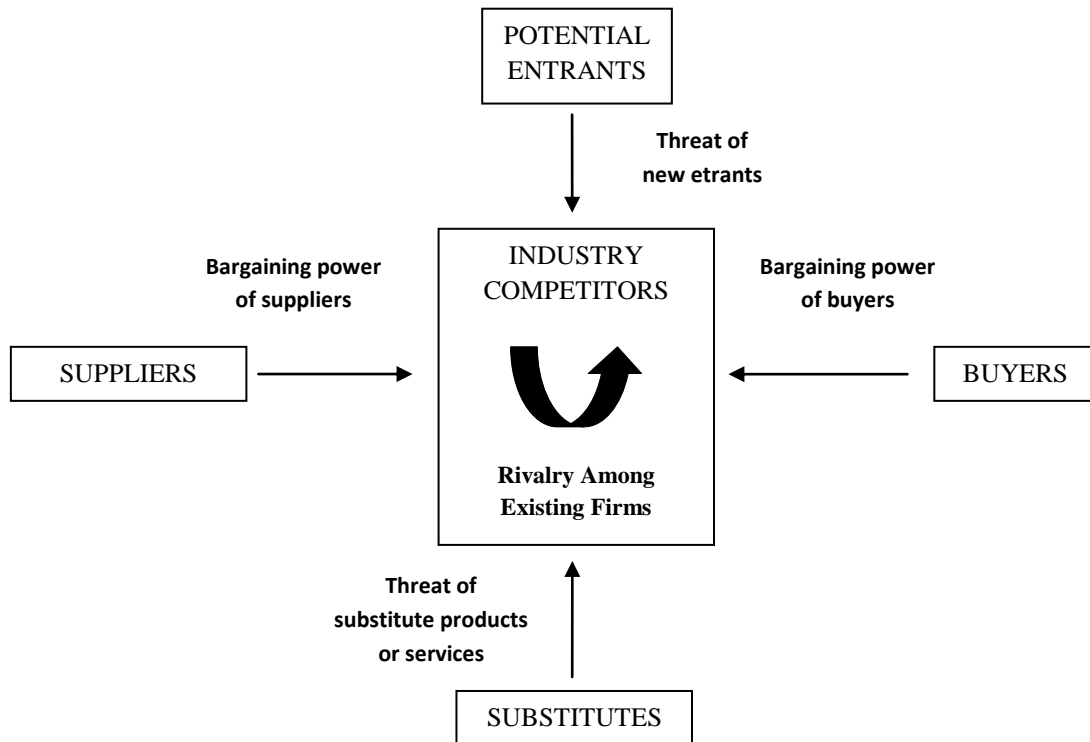 POTENTIAL
ENTRANTS
Threat of
new etrants
INDUSTRY
COMPETITORS
Bargaining power
of suppliers
Bargaining power
of buyers
SUPPLIERS
BUYERS
Rivalry Among
Existing Firms
Threat of
substitute products
or services
SUBSTITUTES